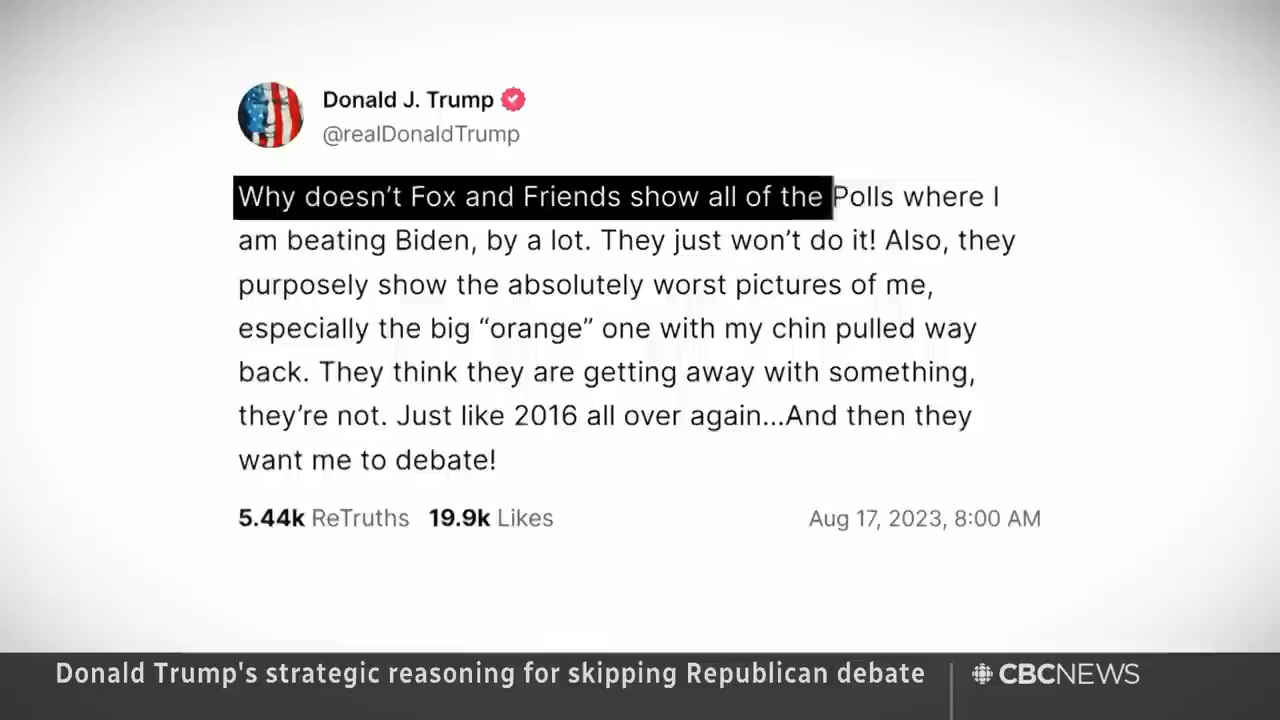 Donald J. Trump
@realDonaldTrump
Why doesn’t Fox and Friends show all of the Polls where I
am beating Biden, by a lot. They just won’t do it! Also, they
purposely show the absolutely worst pictures of me,
especially the big “orange” one with my chin pulled way
back. They think they are getting away with something,
they’re not. Just like 2016 all over again...And then they
want me to debate!
5.44k ReTruths 19.9k Likes Aug 17, 2023, 8:00 AM
Donald Trump's strategic reasoning for skipping Republican debate CBCNEWS